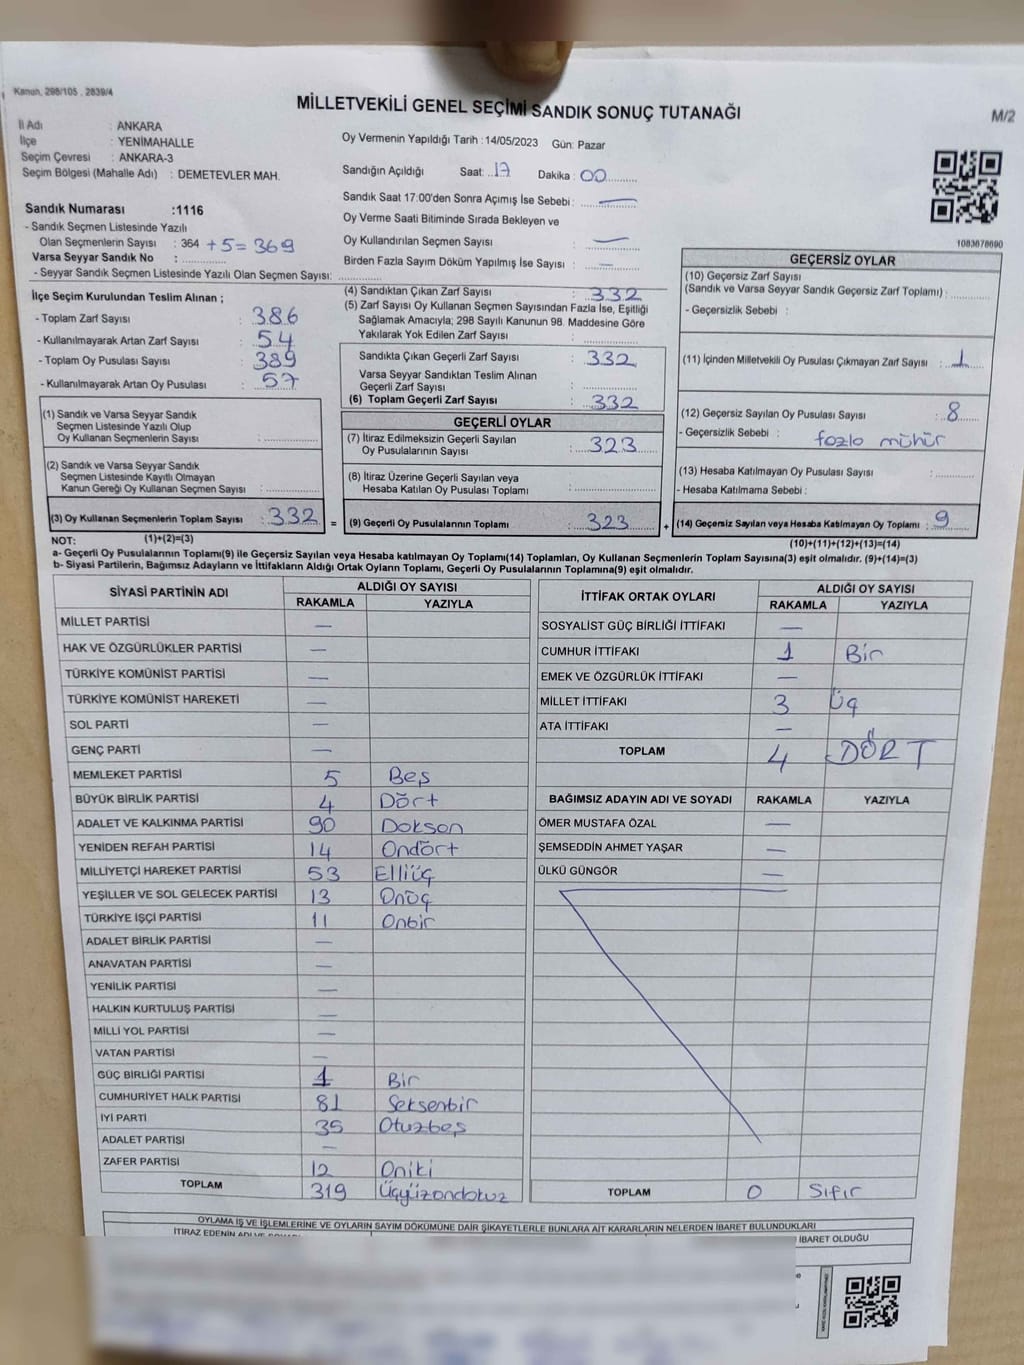 Kanun, 298/105 , 2839/4
MİLLETVEKİLİ GENEL SEÇİMİ SANDIK SONUÇ TUTANAĞI
M/2
İl Adı : ANKARA
İlçe : YENİMAHALLE
Seçim Çevresi : ANKARA-3
Seçim Bölgesi (Mahalle Adı) : DEMETEVLER MAH.
Oy Vermenin Yapıldığı Tarih : 14/05/2023 Gün: Pazar
Sandığın Açıldığı Saat: 17 Dakika : 00
Sandık Saat 17:00'den Sonra Açımış İse Sebebi : —
Oy Verme Saati Bitiminde Sırada Bekleyen ve
Oy Kullandırılan Seçmen Sayısı : —
Birden Fazla Sayım Döküm Yapılmış İse Sayısı : —
Sandık Numarası :1116
- Sandık Seçmen Listesinde Yazılı
Olan Seçmenlerin Sayısı : 364 +5= 369
Varsa Seyyar Sandık No :
- Seyyar Sandık Seçmen Listesinde Yazılı Olan Seçmen Sayısı:
1083678690
İlçe Seçim Kurulundan Teslim Alınan ;
- Toplam Zarf Sayısı : 386
- Kullanılmayarak Artan Zarf Sayısı : 54
- Toplam Oy Pusulası Sayısı : 389
- Kullanılmayarak Artan Oy Pusulası : 57
(1) Sandık ve Varsa Seyyar Sandık
Seçmen Listesinde Yazılı Olup
Oy Kullanan Seçmenlerin Sayısı :
(2) Sandık ve Varsa Seyyar Sandık
Seçmen Listesinde Kayıtlı Olmayan
Kanun Gereği Oy Kullanan Seçmen Sayısı :
(3) Oy Kullanan Seçmenlerin Toplam Sayısı : 332
(4) Sandıktan Çıkan Zarf Sayısı : 332
(5) Zarf Sayısı Oy Kullanan Seçmen Sayısından Fazla İse, Eşitliği
Sağlamak Amacıyla; 298 Sayılı Kanunun 98. Maddesine Göre
Yakılarak Yok Edilen Zarf Sayısı :
Sandıkta Çıkan Geçerli Zarf Sayısı : 332
Varsa Seyyar Sandıktan Teslim Alınan
Geçerli Zarf Sayısı :
(6) Toplam Geçerli Zarf Sayısı : 332
GEÇERLİ OYLAR
(7) İtiraz Edilmeksizin Geçerli Sayılan
Oy Pusulalarının Sayısı : 323
(8) İtiraz Üzerine Geçerli Sayılan veya
Hesaba Katılan Oy Pusulası Toplamı :
= (9) Geçerli Oy Pusulalarının Toplamı : 323
GEÇERSİZ OYLAR
(10) Geçersiz Zarf Sayısı
(Sandık ve Varsa Seyyar Sandık Geçersiz Zarf Toplamı) :
- Geçersizlik Sebebi :
(11) İçinden Milletvekili Oy Pusulası Çıkmayan Zarf Sayısı : 1
(12) Geçersiz Sayılan Oy Pusulası Sayısı : 8
- Geçersizlik Sebebi : fazla mühür
(13) Hesaba Katılmayan Oy Pusulası Sayısı :
- Hesaba Katılmama Sebebi :
+ (14) Geçersiz Sayılan veya Hesaba Katılmayan Oy Toplamı : 9
NOT: (1)+(2)=(3)
(10)+(11)+(12)+(13)=(14)
a- Geçerli Oy Pusulalarının Toplamı(9) ile Geçersiz Sayılan veya Hesaba katılmayan Oy Toplamı(14) Toplamları, Oy Kullanan Seçmenlerin Toplam Sayısına(3) eşit olmalıdır. (9)+(14)=(3)
b- Siyasi Partilerin, Bağımsız Adayların ve İttifakların Aldığı Ortak Oyların Toplamı, Geçerli Oy Pusulalarının Toplamına(9) eşit olmalıdır.
SİYASİ PARTİNİN ADI
ALDIĞI OY SAYISI
RAKAMLA YAZIYLA
MİLLET PARTİSİ —
HAK VE ÖZGÜRLÜKLER PARTİSİ —
TÜRKİYE KOMÜNİST PARTİSİ —
TÜRKİYE KOMÜNİST HAREKETİ —
SOL PARTİ —
GENÇ PARTİ —
MEMLEKET PARTİSİ 5 Beş
BÜYÜK BİRLİK PARTİSİ 4 Dört
ADALET VE KALKINMA PARTİSİ 90 Doksan
YENİDEN REFAH PARTİSİ 14 Ondört
MİLLİYETÇİ HAREKET PARTİSİ 53 Elliüç
YEŞİLLER VE SOL GELECEK PARTİSİ 13 Onüç
TÜRKİYE İŞÇİ PARTİSİ 11 Onbir
ADALET BİRLİK PARTİSİ —
ANAVATAN PARTİSİ —
YENİLİK PARTİSİ —
HALKIN KURTULUŞ PARTİSİ —
MİLLİ YOL PARTİSİ —
VATAN PARTİSİ —
GÜÇ BİRLİĞİ PARTİSİ 1 Bir
CUMHURİYET HALK PARTİSİ 81 Seksenbir
İYİ PARTİ 35 Otuzbeş
ADALET PARTİSİ —
ZAFER PARTİSİ 12 Oniki
TOPLAM 319 Üçyüzondokuz
İTTİFAK ORTAK OYLARI
ALDIĞI OY SAYISI
RAKAMLA YAZIYLA
SOSYALİST GÜÇ BİRLİĞİ İTTİFAKI —
CUMHUR İTTİFAKI 1 Bir
EMEK VE ÖZGÜRLÜK İTTİFAKI —
MİLLET İTTİFAKI 3 Üç
ATA İTTİFAKI —
TOPLAM 4 DÖRT
BAĞIMSIZ ADAYIN ADI VE SOYADI RAKAMLA YAZIYLA
ÖMER MUSTAFA ÖZAL —
ŞEMSEDDİN AHMET YAŞAR —
ÜLKÜ GÜNGÖR —
TOPLAM 0 Sıfır
OYLAMA İŞ VE İŞLEMLERİNE VE OYLARIN SAYIM DÖKÜMÜNE DAİR ŞİKAYETLERLE BUNLARA AİT KARARLARIN NELERDEN İBARET BULUNDUKLARI
İTİRAZ EDENİN ADI VE
İBARET OLDUĞU